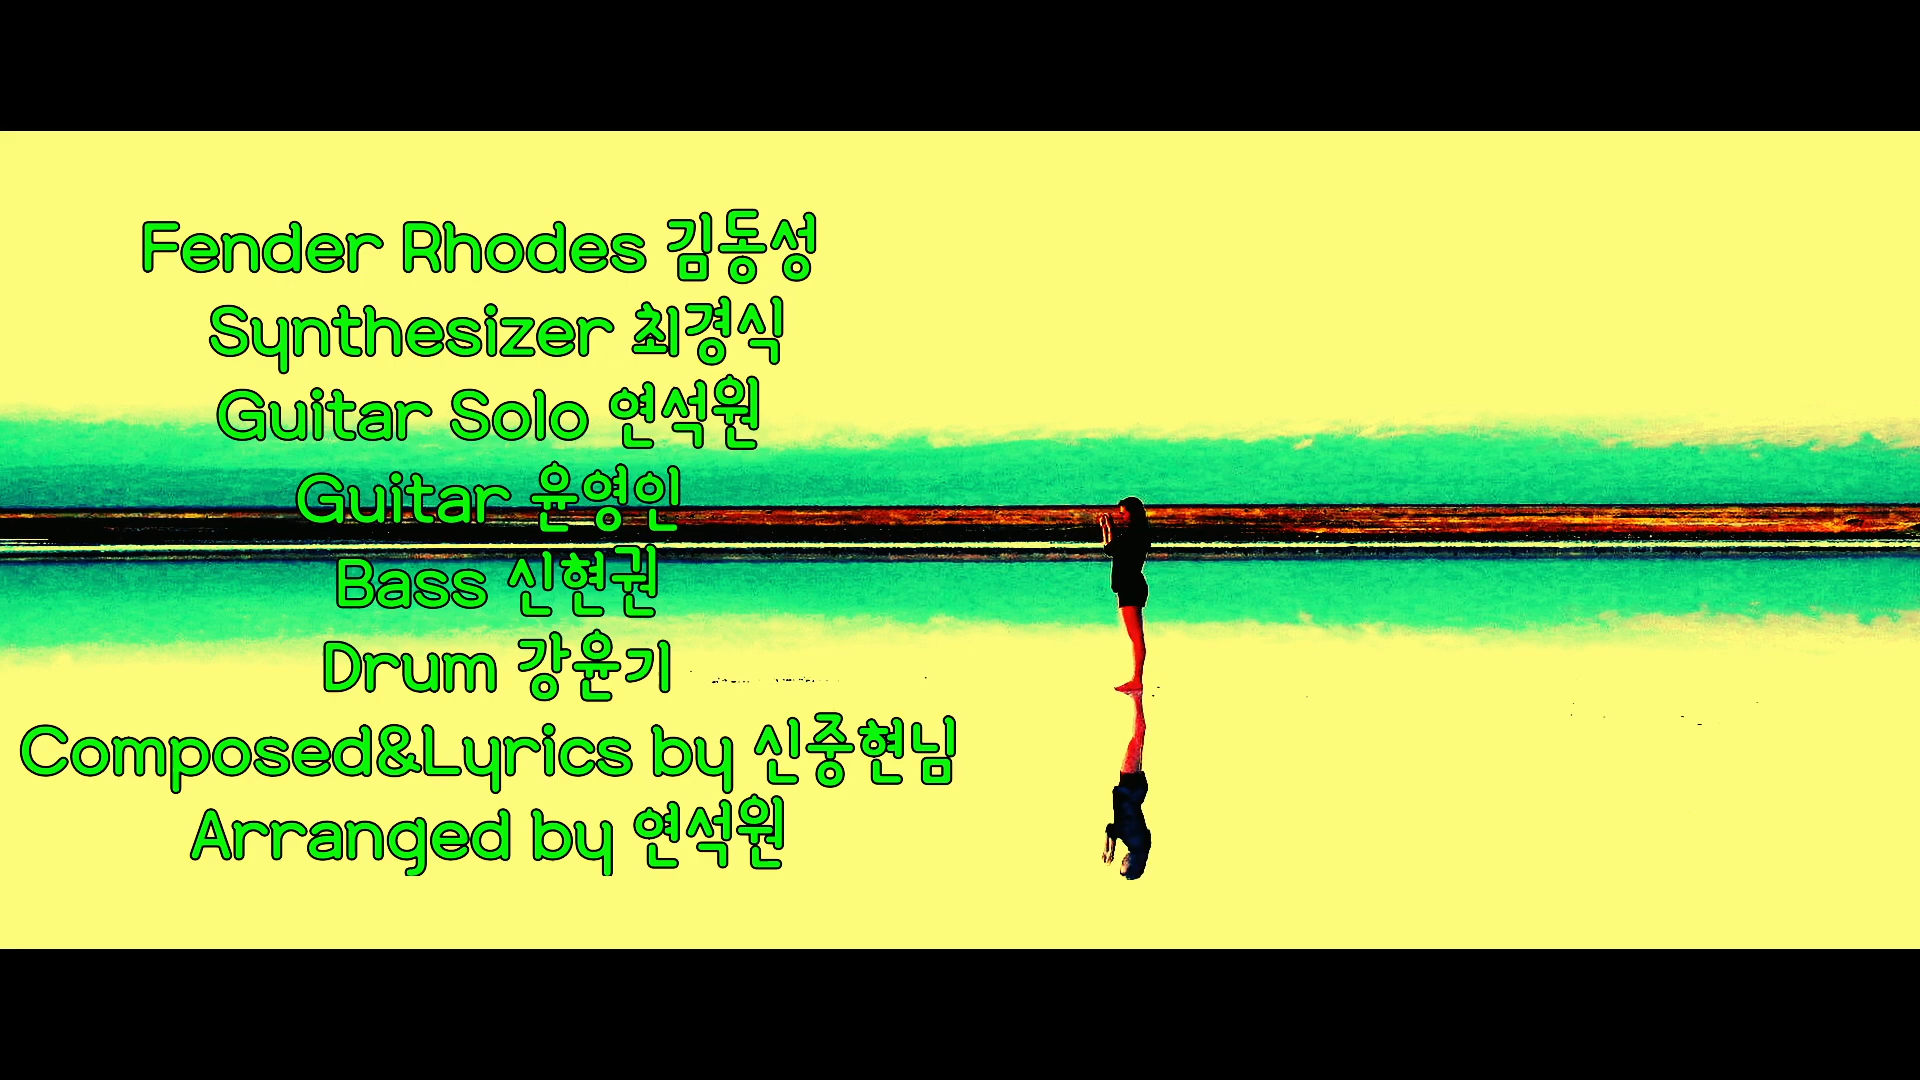 Fender Rhodes 김동성
Synthesizer 최경식
Guitar Solo 연석원
Guitar 윤영인
Bass 신현권
Drum 강윤기
Composed&Lyrics by 신중현님
Arranged by 연석원